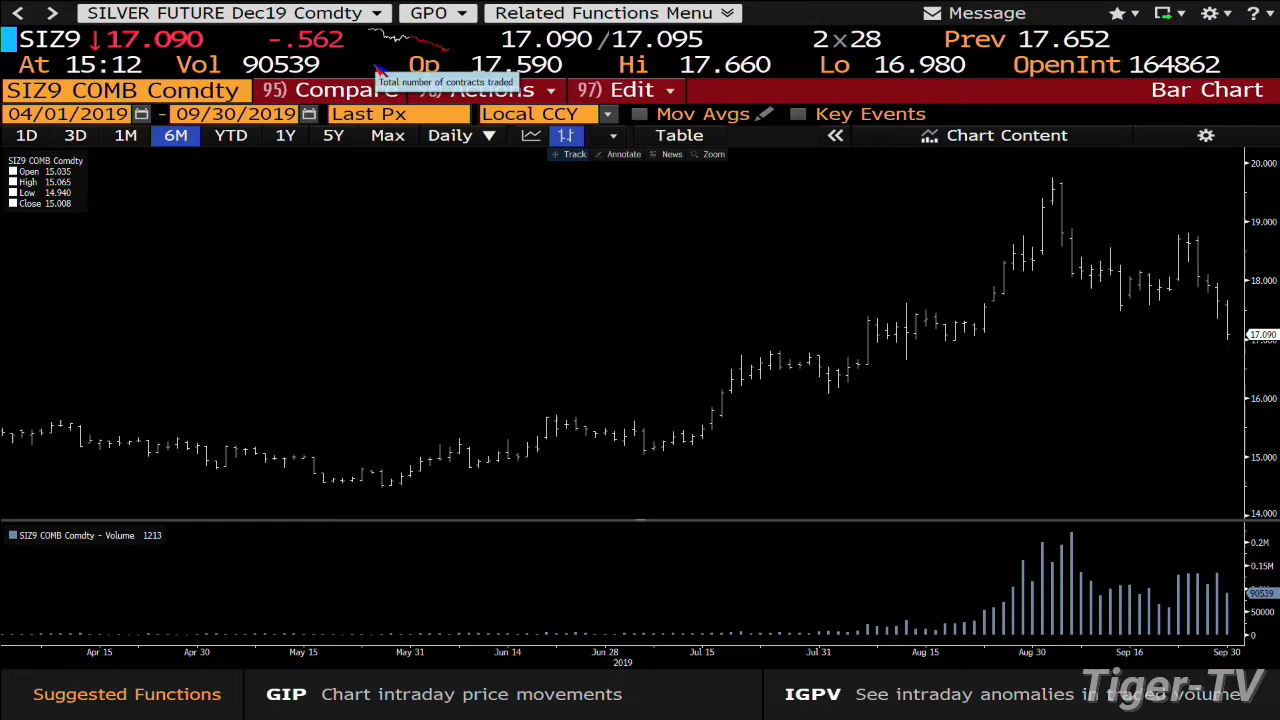 SILVER FUTURE Dec19 Comdty GPO Related Functions Menu Message ?
SIZ9 ↓17.090 -.562 17.090/17.095 2x28 Prev 17.652
At 15:12 Vol 90539 Op 17.590 Hi 17.660 Lo 16.980 OpenInt 164862
Total number of contracts traded
SIZ9 COMB Comdty 95) Compare Actions 97) Edit Bar Chart
04/01/2019 - 09/30/2019 Last Px Local CCY Mov Avgs Key Events
1D 3D 1M 6M YTD 1Y 5Y Max Daily ▼ Table « Chart Content
Track Annotate News Zoom
SIZ9 COMB Comdty
Open 15.035
High 15.065
Low 14.940
Close 15.008
20.000
19.000
18.000
17.090
16.000
15.000
14.000
SIZ9 COMB Comdty - Volume 1213
0.2M
0.15M
90539
50000
0
Apr 15 Apr 30 May 15 May 31 Jun 14 Jun 28 Jul 15 Jul 31 Aug 15 Aug 30 Sep 16 Sep 30
2019
Suggested Functions GIP Chart intraday price movements IGPV See intraday anomalies in traded volume
Tiger-TV